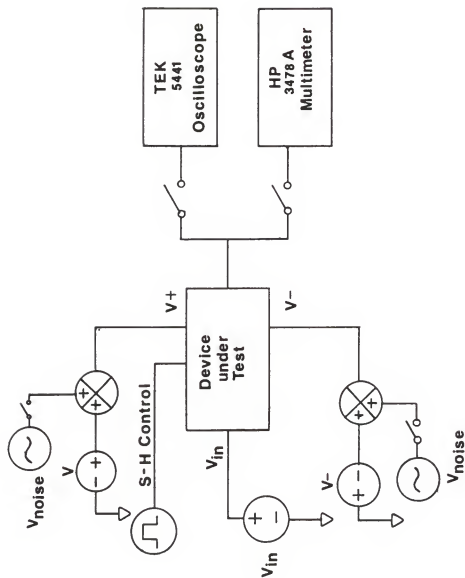 TEK
5441
Oscilloscope
HP
3478 A
Multimeter
V+
V-
Device
under
Test
S-H Control
Vin
Vnoise
V
- +
+ +
Vin
+ -
V-
+ -
+ +
Vnoise